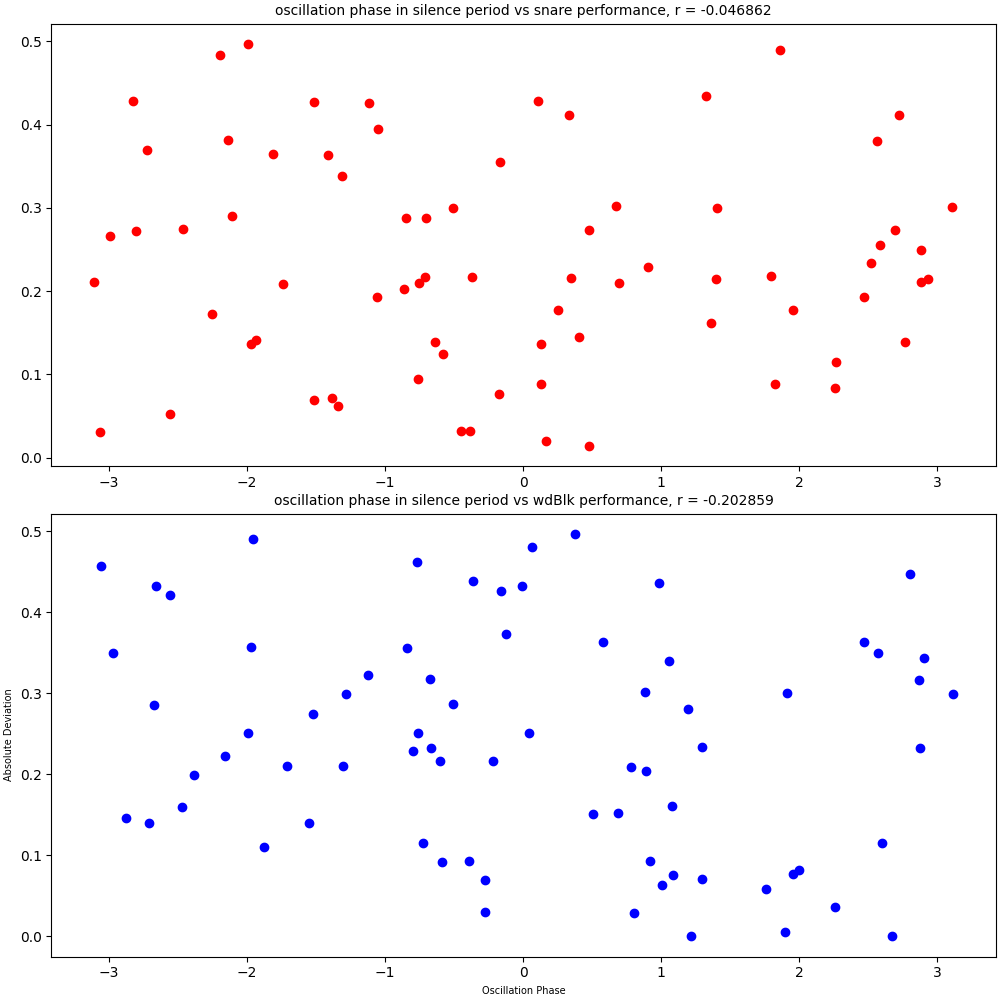 oscillation phase in silence period vs snare performance, r = -0.046862
0.5
0.4
0.3
0.2
0.1
0.0
−3 −2 −1 0 1 2 3
oscillation phase in silence period vs wdBlk performance, r = -0.202859
0.5
0.4
0.3
0.2
0.1
0.0
Absolute Deviation
−3 −2 −1 0 1 2 3
Oscillation Phase